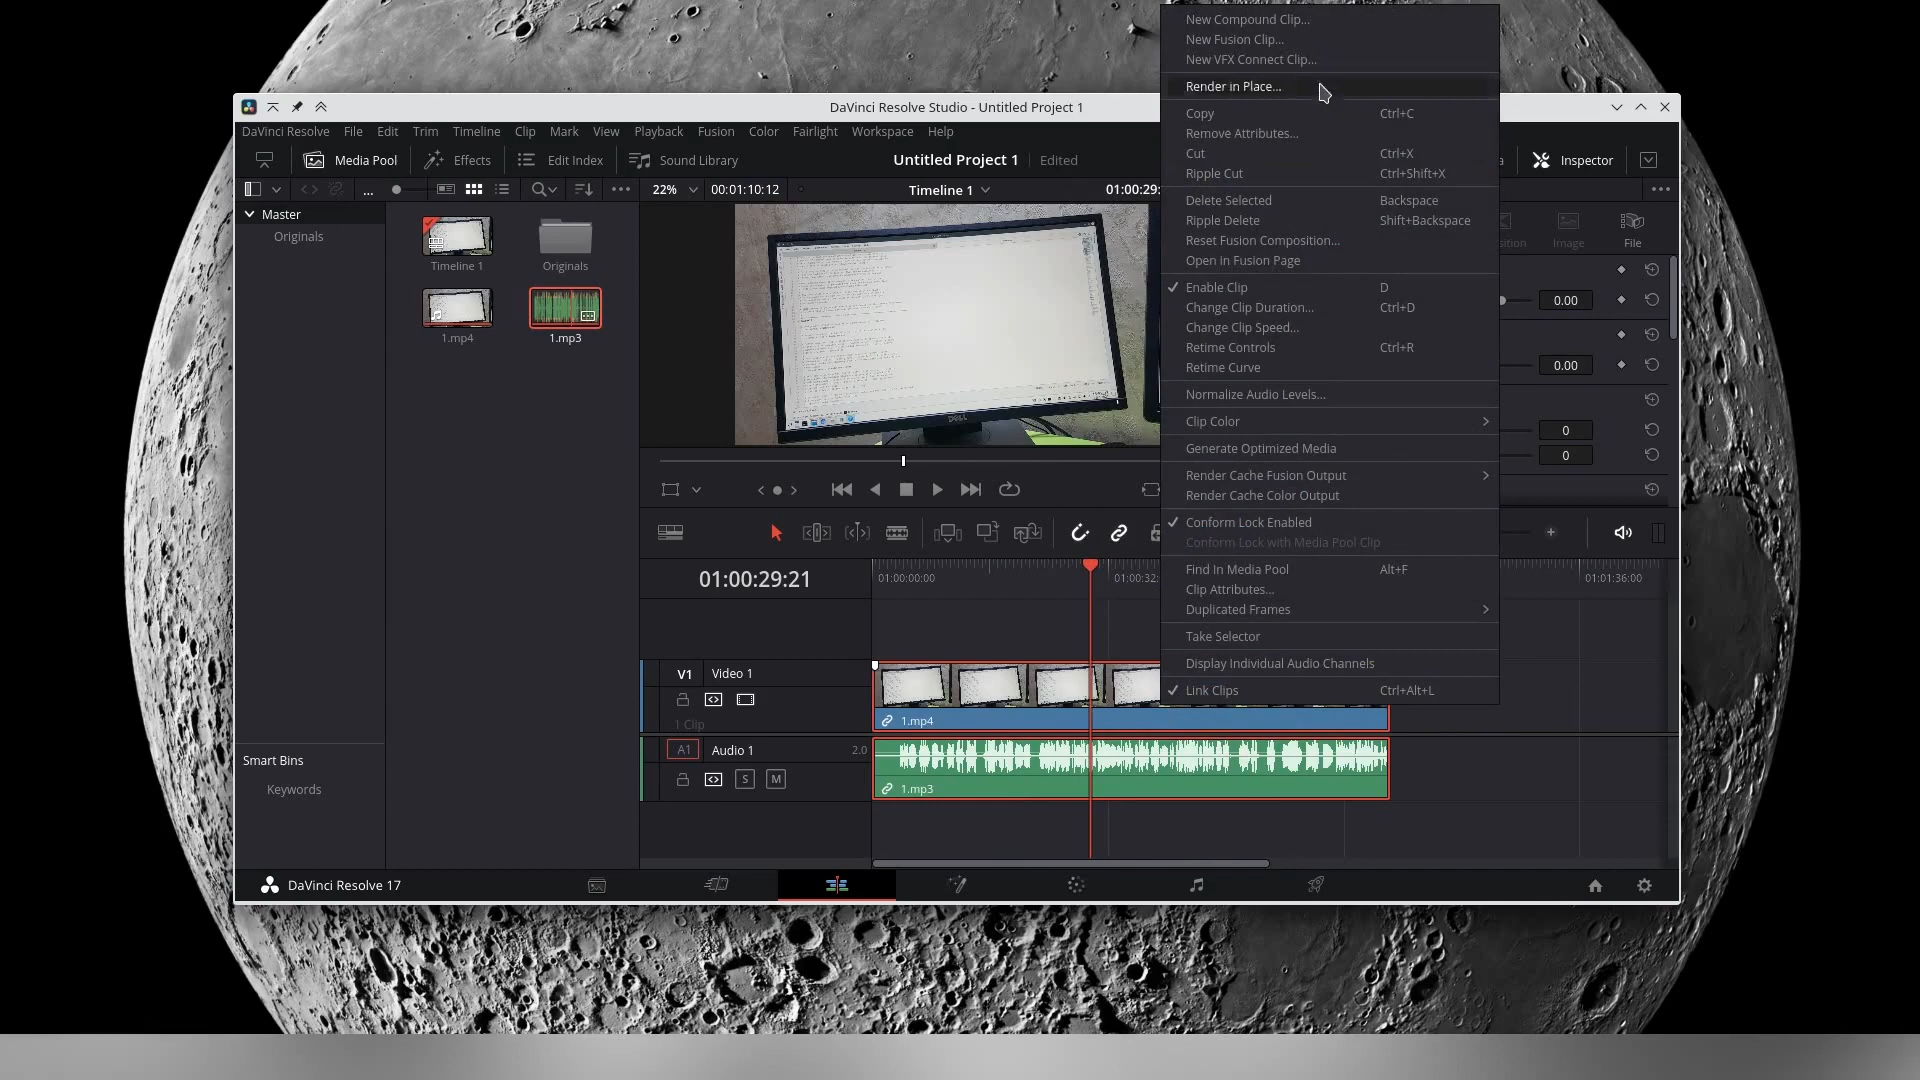 DaVinci Resolve Studio - Untitled Project 1
DaVinci Resolve File Edit Trim Timeline Clip Mark View Playback Fusion Color Fairlight Workspace Help
Media Pool Effects Edit Index Sound Library Untitled Project 1 Edited Inspector
... 22% 00:01:10:12 Timeline 1 01:00:29:
Master
Originals
Timeline 1 Originals
1.mp4 1.mp3
Smart Bins
Keywords
New Compound Clip...
New Fusion Clip...
New VFX Connect Clip...
Render in Place...
Copy Ctrl+C
Remove Attributes...
Cut Ctrl+X
Ripple Cut Ctrl+Shift+X
Delete Selected Backspace
Ripple Delete Shift+Backspace
Reset Fusion Composition...
Open in Fusion Page
Enable Clip D
Change Clip Duration... Ctrl+D
Change Clip Speed...
Retime Controls Ctrl+R
Retime Curve
Normalize Audio Levels...
Clip Color
Generate Optimized Media
Render Cache Fusion Output
Render Cache Color Output
Conform Lock Enabled
Conform Lock with Media Pool Clip
Find In Media Pool Alt+F
Clip Attributes...
Duplicated Frames
Take Selector
Display Individual Audio Channels
Link Clips Ctrl+Alt+L
sition Image File
0.00
0.00
0
0
DELL
01:00:29:21 01:00:00:00 01:00:32: 01:01:36:00
V1 Video 1
1 Clip
1.mp4
A1 Audio 1 2.0
S M
1.mp3
DaVinci Resolve 17